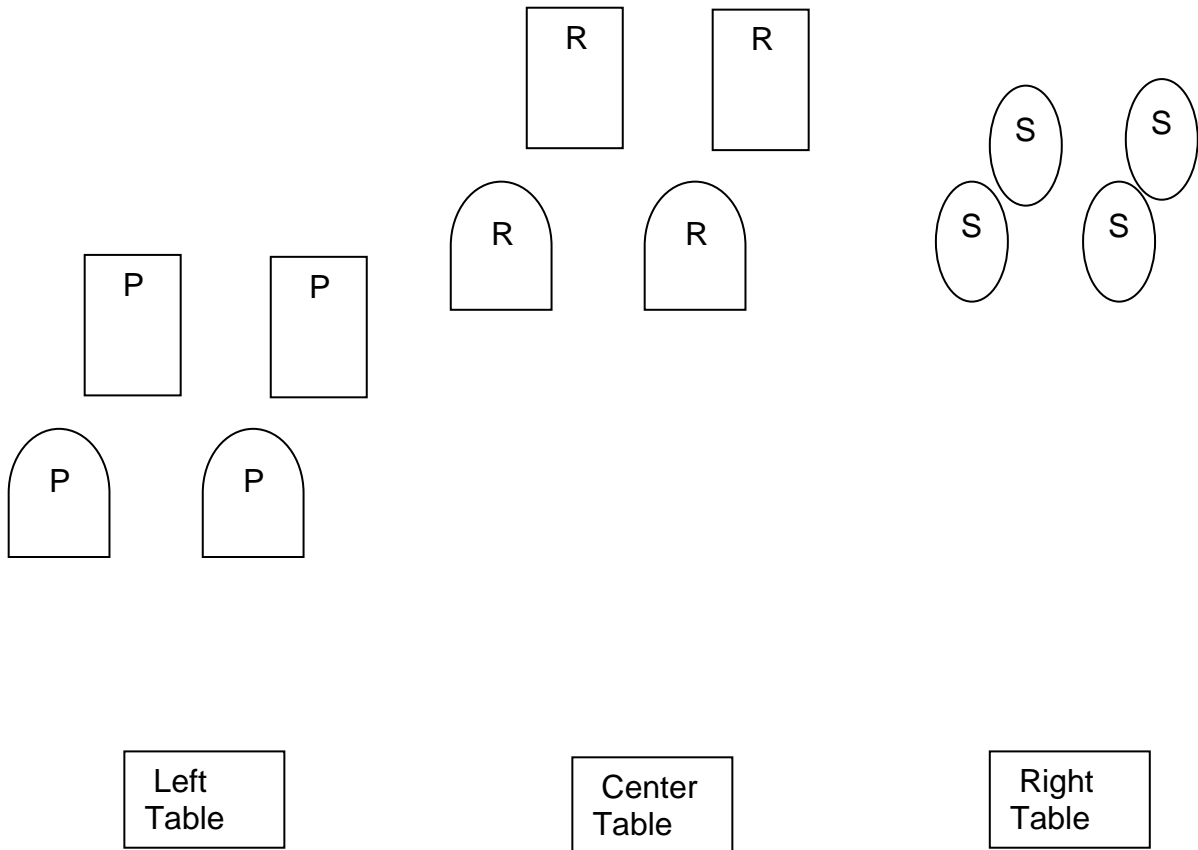 R R
S S
R R S S
P P
P P
Left
Table
Center
Table
Right
Table